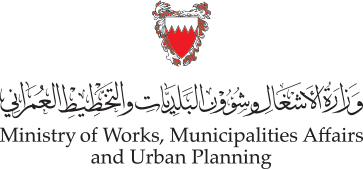 وزارة الأشغال وشؤون البلديات والتخطيط العمراني
Ministry of Works, Municipalities Affairs
and Urban Planning